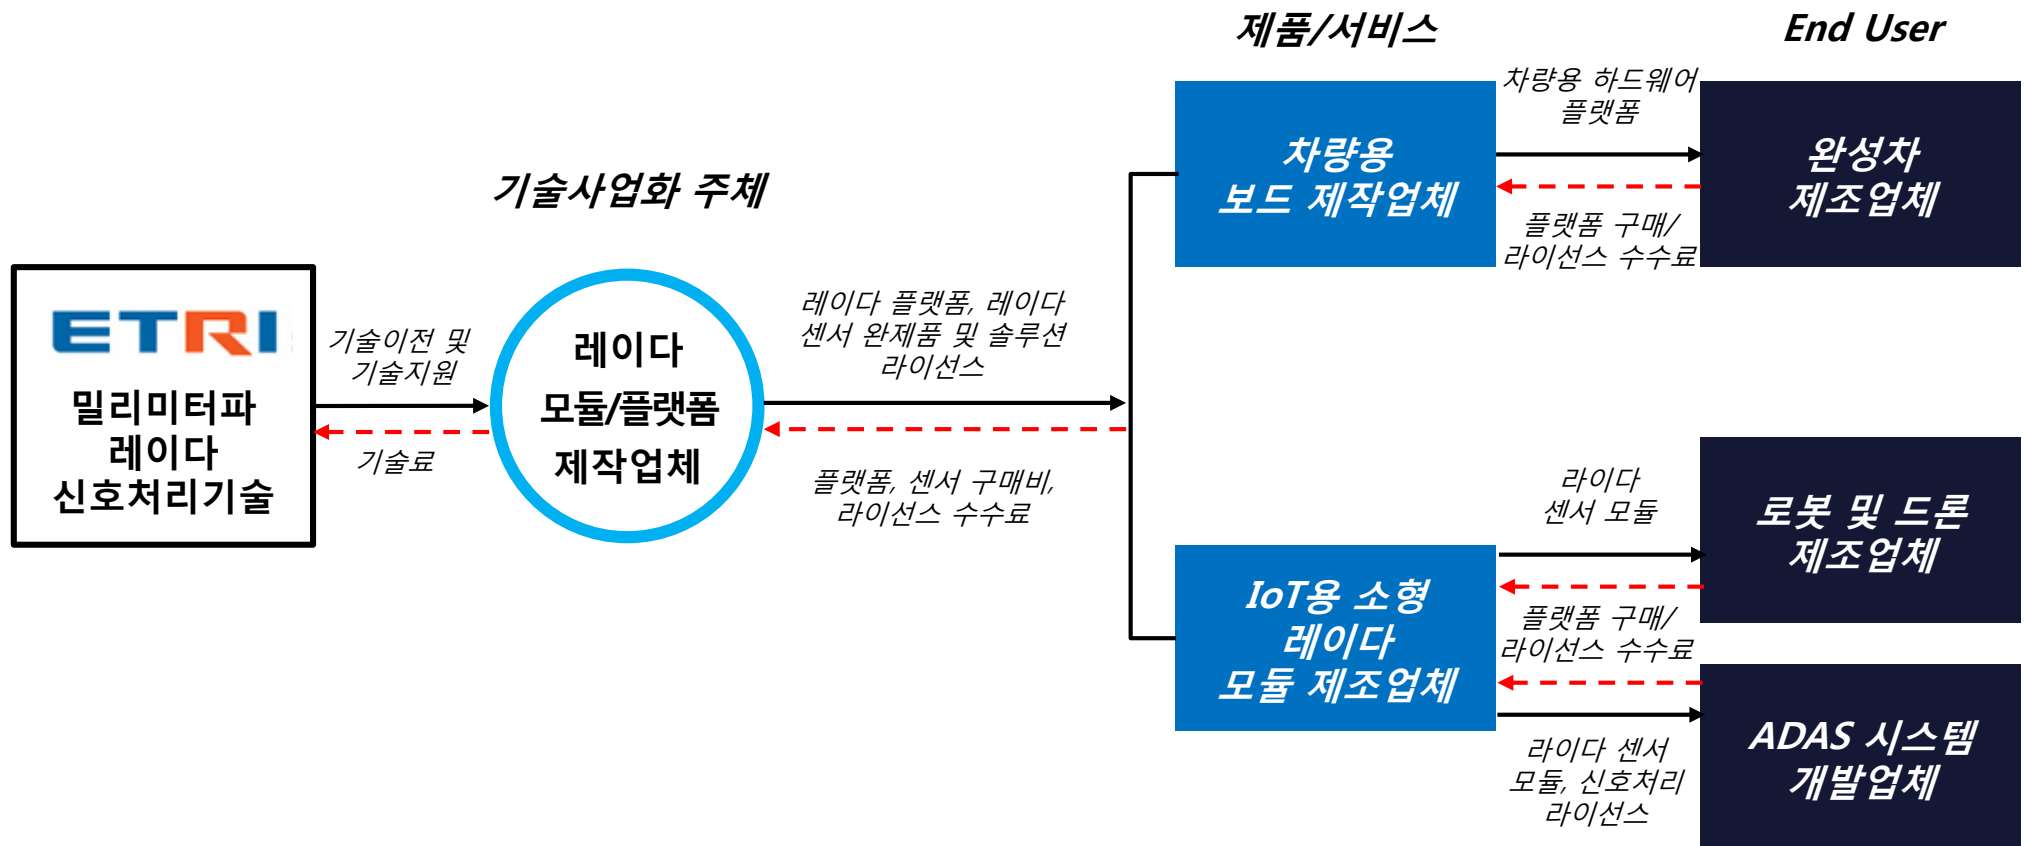 제품/서비스
End User
기술사업화 주체
ETRI
밀리미터파
레이다
신호처리기술
기술이전 및
기술지원
기술료
레이다
모듈/플랫폼
제작업체
레이다 플랫폼, 레이다
센서 완제품 및 솔루션
라이선스
플랫폼, 센서 구매비,
라이선스 수수료
차량용
보드 제작업체
차량용 하드웨어
플랫폼
플랫폼 구매/
라이선스 수수료
완성차
제조업체
IoT용 소형
레이다
모듈 제조업체
라이다
센서 모듈
플랫폼 구매/
라이선스 수수료
라이다 센서
모듈, 신호처리
라이선스
로봇 및 드론
제조업체
ADAS 시스템
개발업체